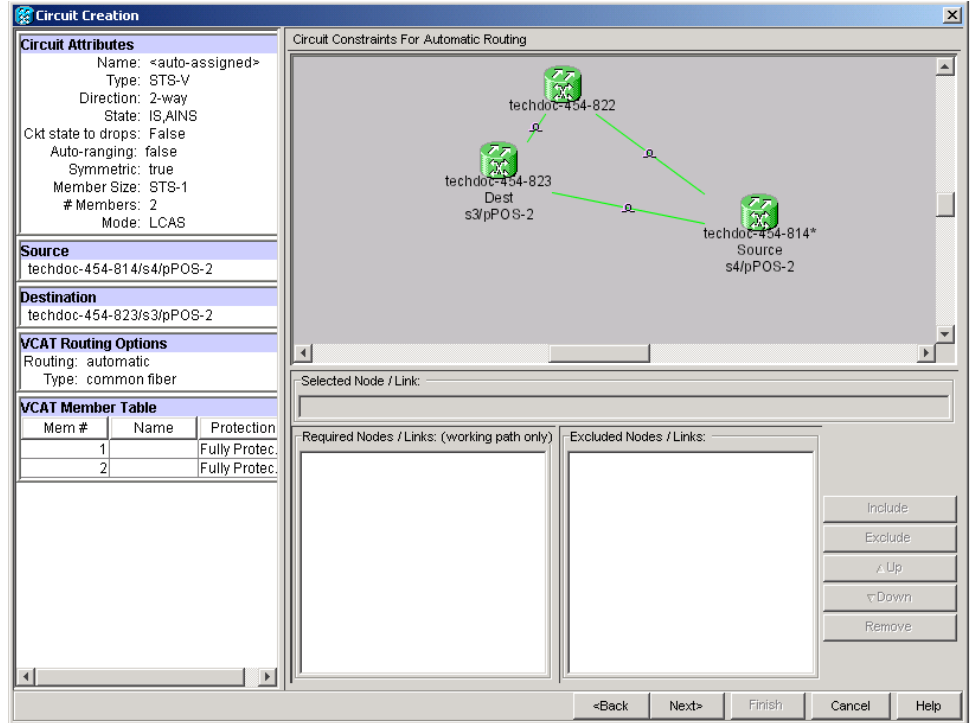 Circuit Creation
Circuit Attributes
Name: <auto-assigned>
Type: STS-V
Direction: 2-way
State: IS,AINS
Ckt state to drops: False
Auto-ranging: false
Symmetric: true
Member Size: STS-1
# Members: 2
Mode: LCAS
Source
techdoc-454-814/s4/pPOS-2
Destination
techdoc-454-823/s3/pPOS-2
VCAT Routing Options
Routing: automatic
Type: common fiber
VCAT Member Table
Mem # Name Protection
1 Fully Protec.
2 Fully Protec.
Circuit Constraints For Automatic Routing
techdoc-454-822
techdoc-454-823
Dest
s3/pPOS-2
techdoc-454-814*
Source
s4/pPOS-2
Selected Node / Link:
Required Nodes / Links: (working path only)
Excluded Nodes / Links:
Include
Exclude
Up
Down
Remove
<Back Next> Finish Cancel Help